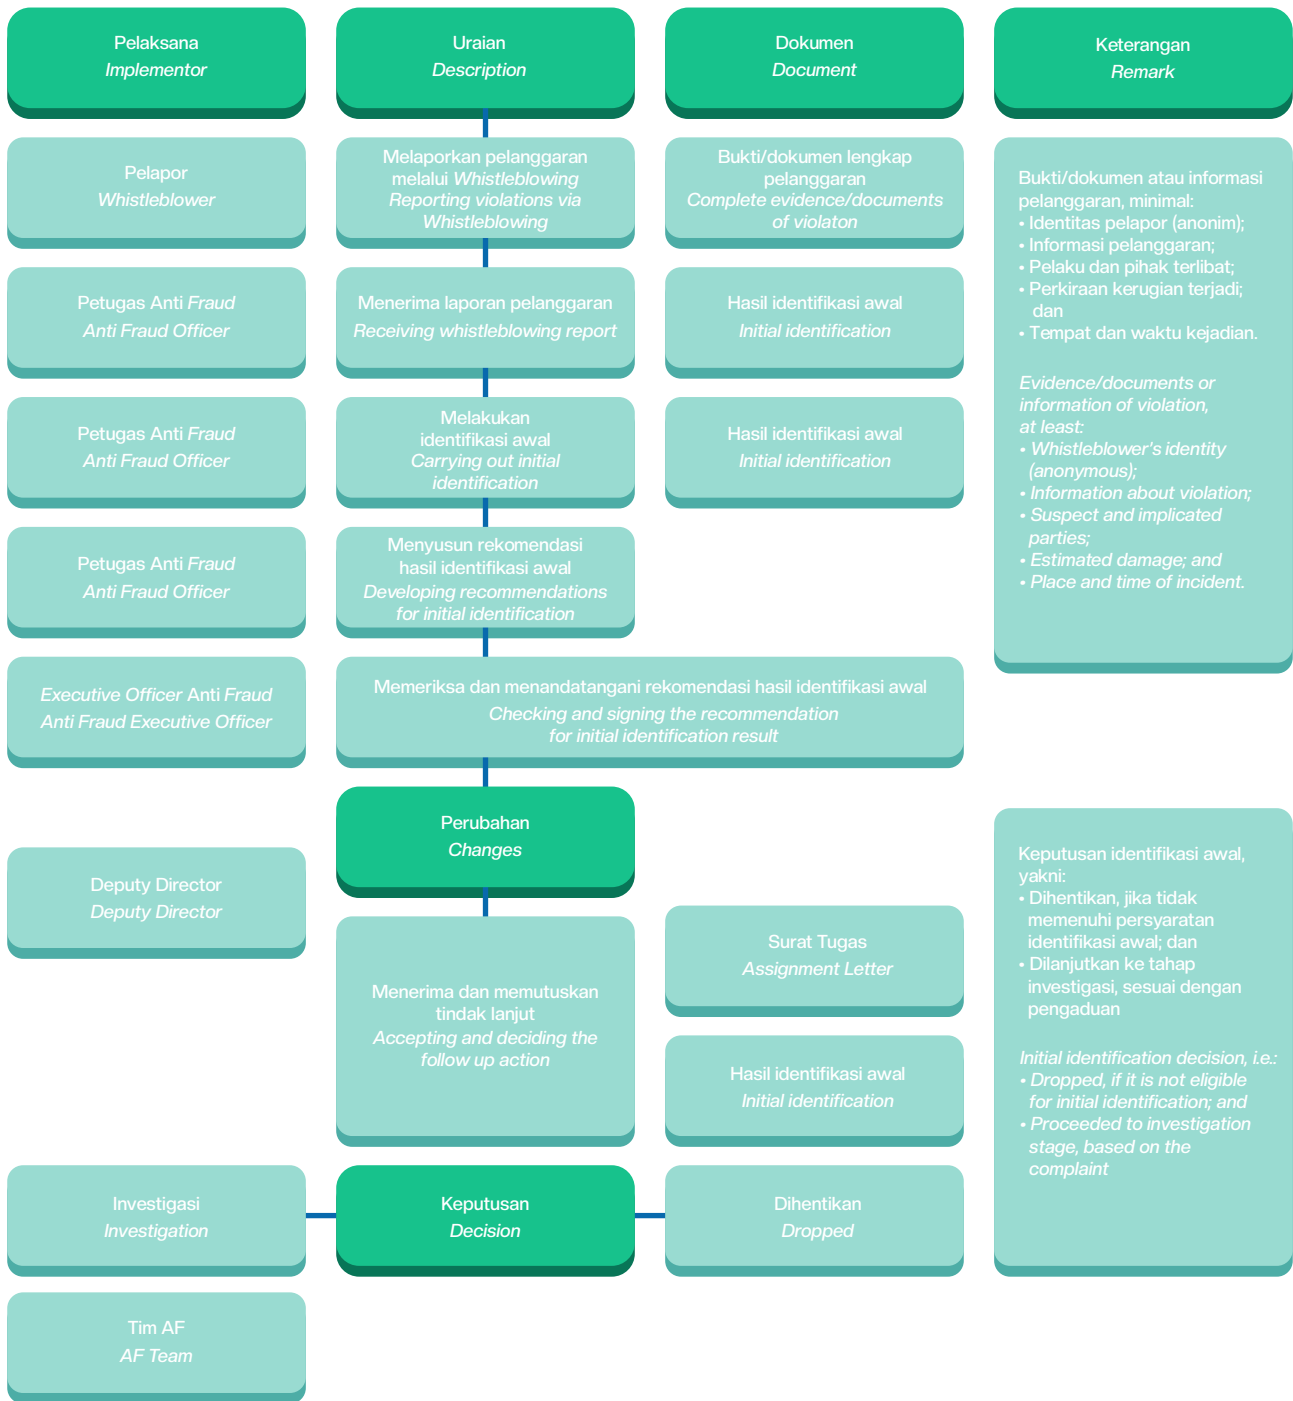 Pelaksana
Implementor
Uraian
Description
Dokumen
Document
Keterangan
Remark
Pelapor
Whistleblower
Melaporkan pelanggaran
melalui Whistleblowing
Reporting violations via
Whistleblowing
Bukti/dokumen lengkap
pelanggaran
Complete evidence/documents
of violaton
Bukti/dokumen atau informasi
pelanggaran, minimal:
• Identitas pelapor (anonim);
• Informasi pelanggaran;
• Pelaku dan pihak terlibat;
• Perkiraan kerugian terjadi;
dan
• Tempat dan waktu kejadian.
Evidence/documents or
information of violation,
at least:
• Whistleblower's identity
(anonymous);
• Information about violation;
• Suspect and implicated
parties;
• Estimated damage; and
• Place and time of incident.
Petugas Anti Fraud
Anti Fraud Officer
Menerima laporan pelanggaran
Receiving whistleblowing report
Hasil identifikasi awal
Initial identification
Petugas Anti Fraud
Anti Fraud Officer
Melakukan
identifikasi awal
Carrying out initial
identification
Hasil identifikasi awal
Initial identification
Petugas Anti Fraud
Anti Fraud Officer
Menyusun rekomendasi
hasil identifikasi awal
Developing recommendations
for initial identification
Executive Officer Anti Fraud
Anti Fraud Executive Officer
Memeriksa dan menandatangani rekomendasi hasil identifikasi awal
Checking and signing the recommendation
for initial identification result
Perubahan
Changes
Deputy Director
Deputy Director
Menerima dan memutuskan
tindak lanjut
Accepting and deciding the
follow up action
Surat Tugas
Assignment Letter
Hasil identifikasi awal
Initial identification
Keputusan identifikasi awal,
yakni:
• Dihentikan, jika tidak
memenuhi persyaratan
identifikasi awal; dan
• Dilanjutkan ke tahap
investigasi, sesuai dengan
pengaduan
Initial identification decision, i.e.:
• Dropped, if it is not eligible
for initial identification; and
• Proceeded to investigation
stage, based on the
complaint
Investigasi
Investigation
Keputusan
Decision
Dihentikan
Dropped
Tim AF
AF Team